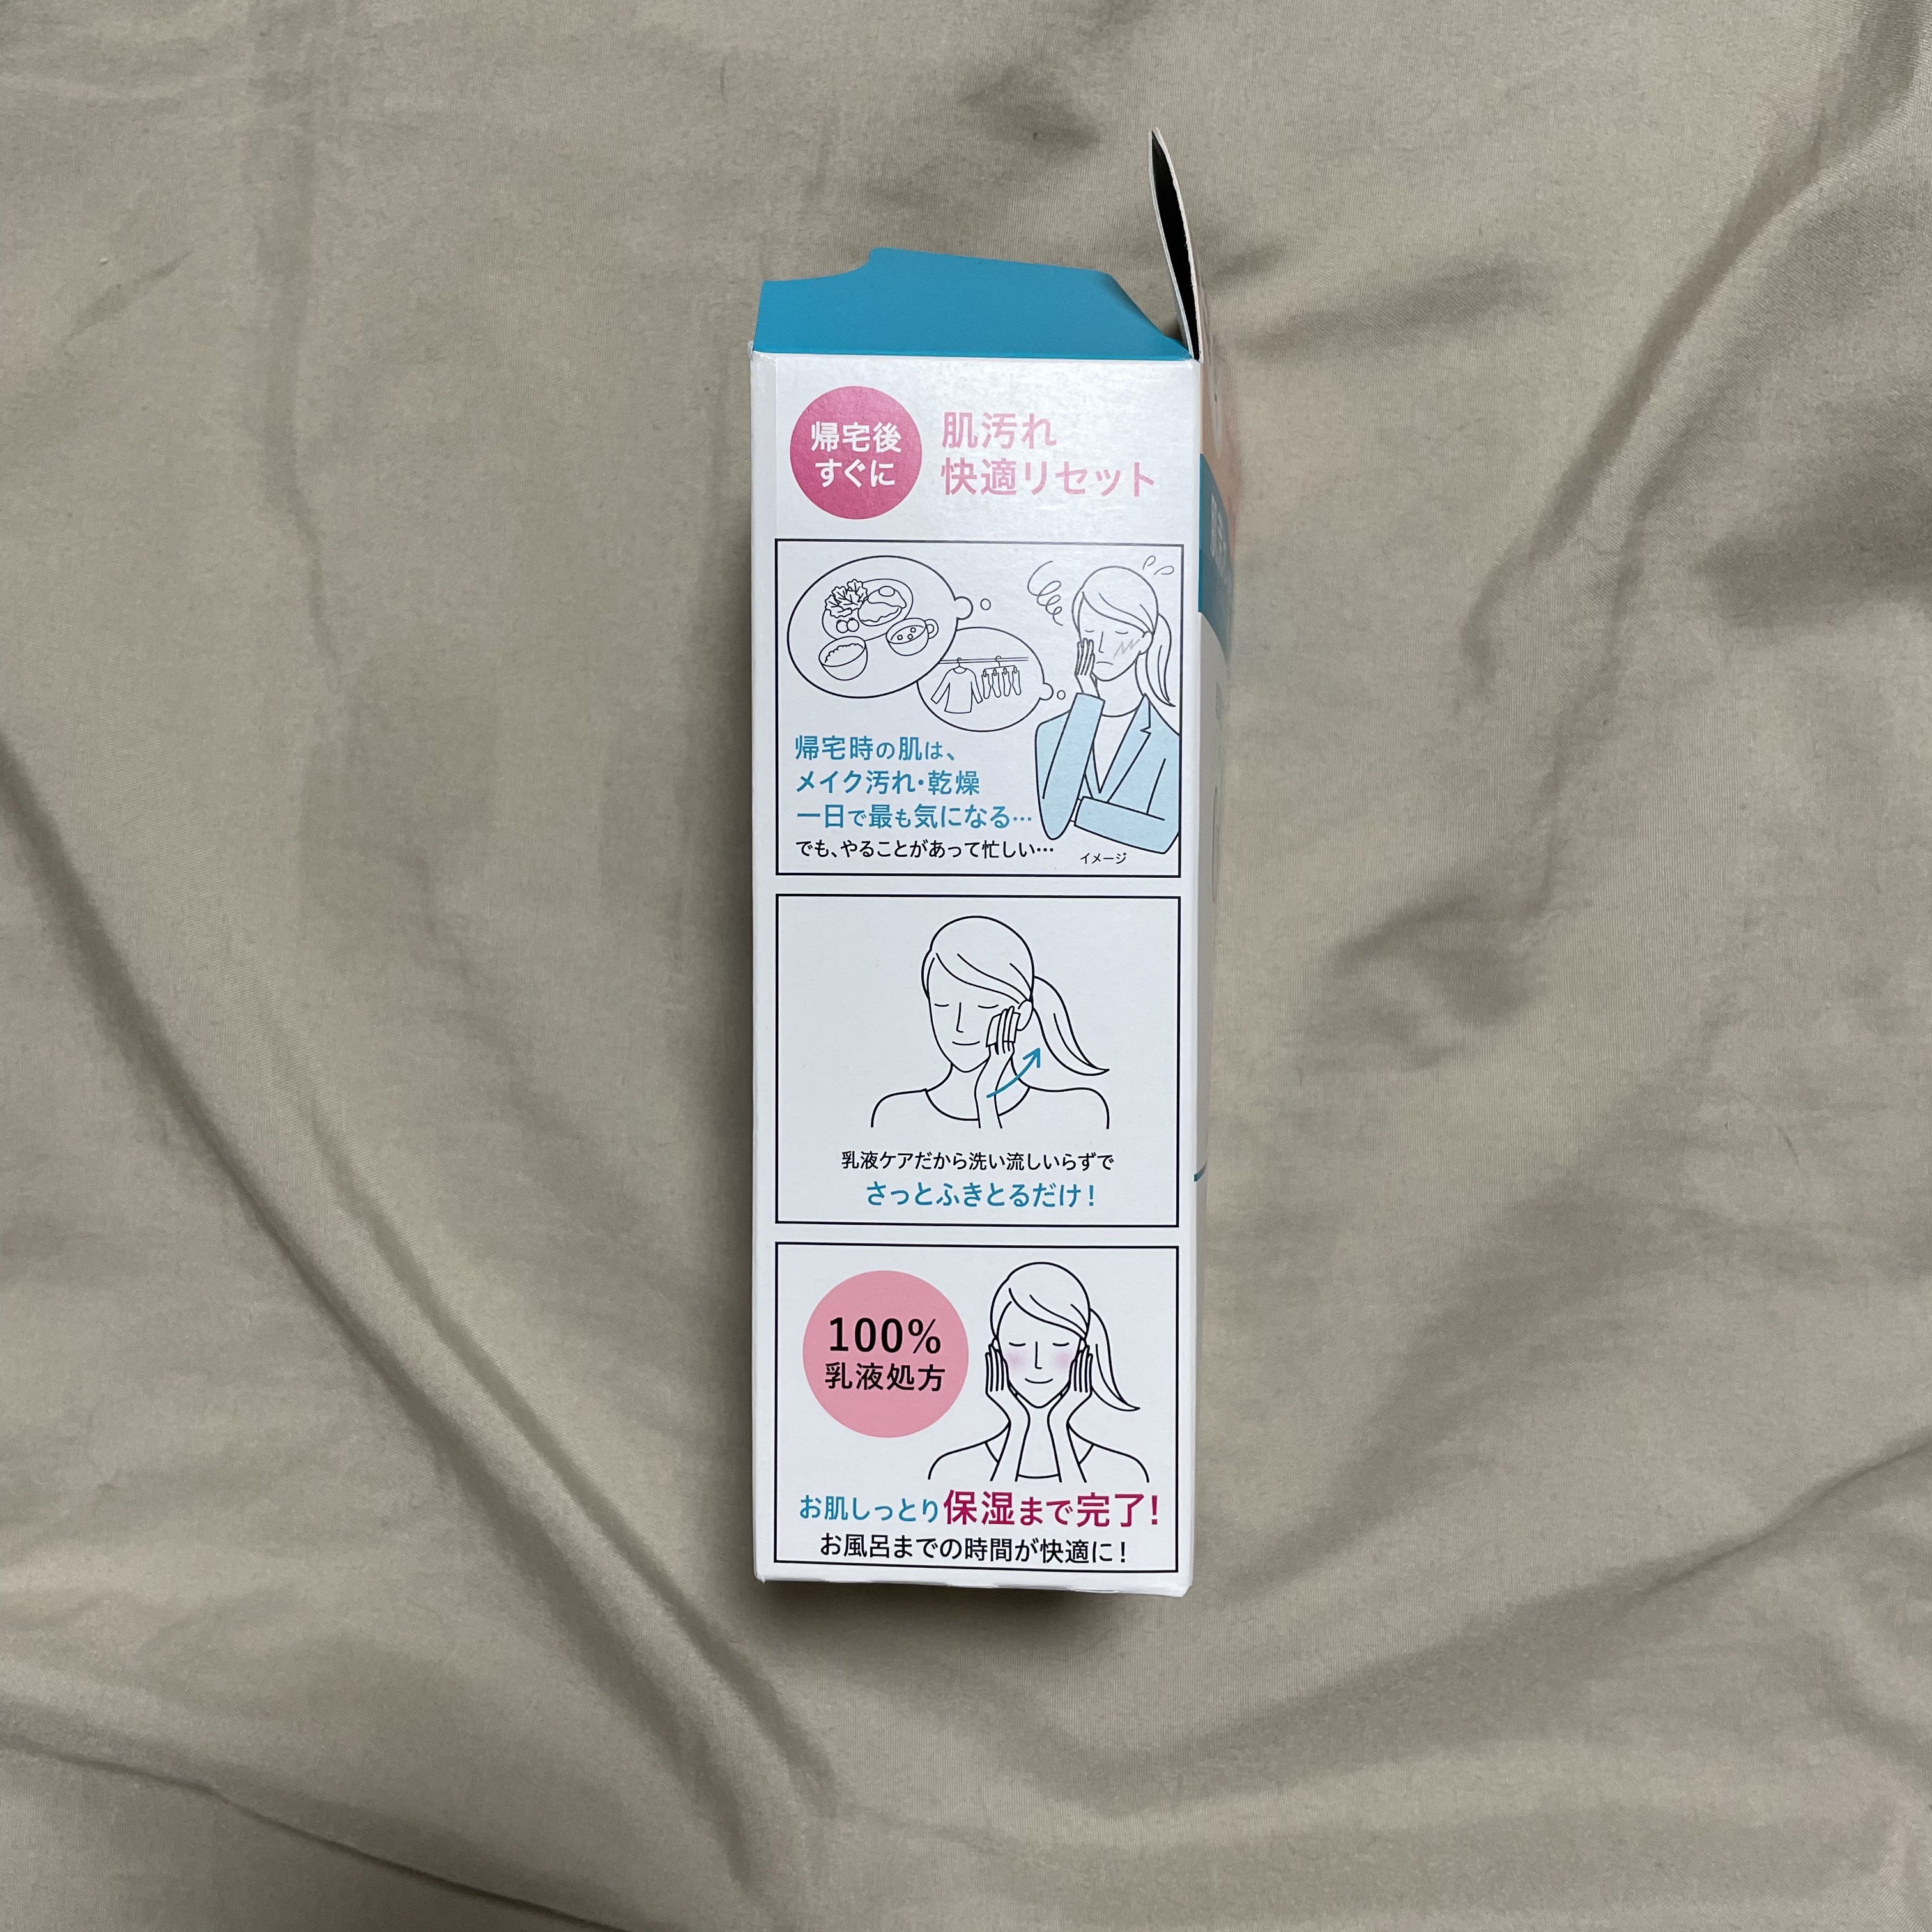 帰宅後
すぐに
肌汚れ
快適リセット
帰宅時の肌は、
メイク汚れ・乾燥
一日で最も気になる…
でも、やることがあって忙しい…
イメージ
乳液ケアだから洗い流しいらずで
さっとふきとるだけ！
100%
乳液処方
お肌しっとり保湿まで完了！
お風呂までの時間が快適に！